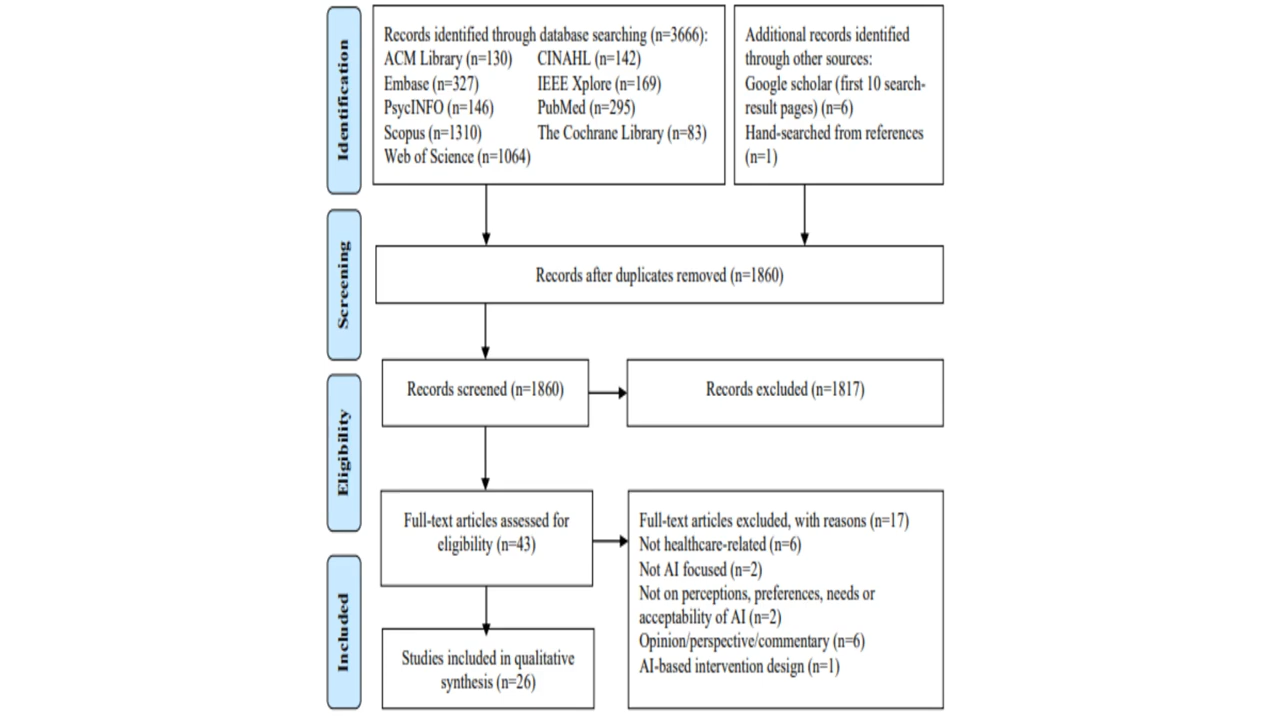 Identification
Records identified through database searching (n=3666):
ACM Library (n=130) CINAHL (n=142)
Embase (n=327) IEEE Xplore (n=169)
PsycINFO (n=146) PubMed (n=295)
Scopus (n=1310) The Cochrane Library (n=83)
Web of Science (n=1064)
Additional records identified
through other sources:
Google scholar (first 10 search-
result pages) (n=6)
Hand-searched from references
(n=1)
Screening
Records after duplicates removed (n=1860)
Records screened (n=1860)
Records excluded (n=1817)
Eligibility
Full-text articles assessed for
eligibility (n=43)
Full-text articles excluded, with reasons (n=17)
Not healthcare-related (n=6)
Not AI focused (n=2)
Not on perceptions, preferences, needs or
acceptability of AI (n=2)
Opinion/perspective/commentary (n=6)
AI-based intervention design (n=1)
Included
Studies included in qualitative
synthesis (n=26)